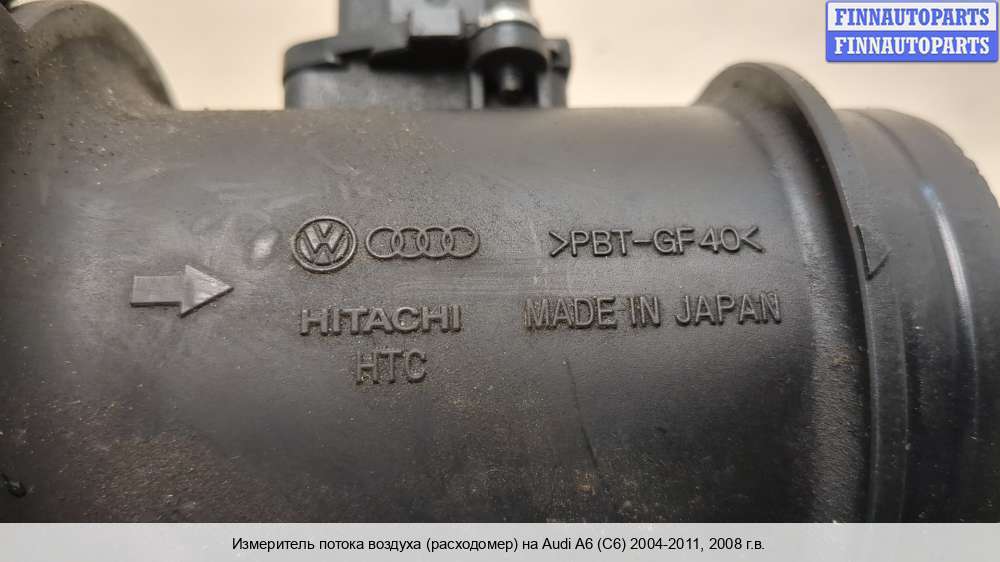 FINNAUTOPARTS
FINNAUTOPARTS
VW
>PBT-GF40<
HITACHI
MADE IN JAPAN
HTC
Измеритель потока воздуха (расходомер) на Audi A6 (C6) 2004-2011, 2008 г.в.